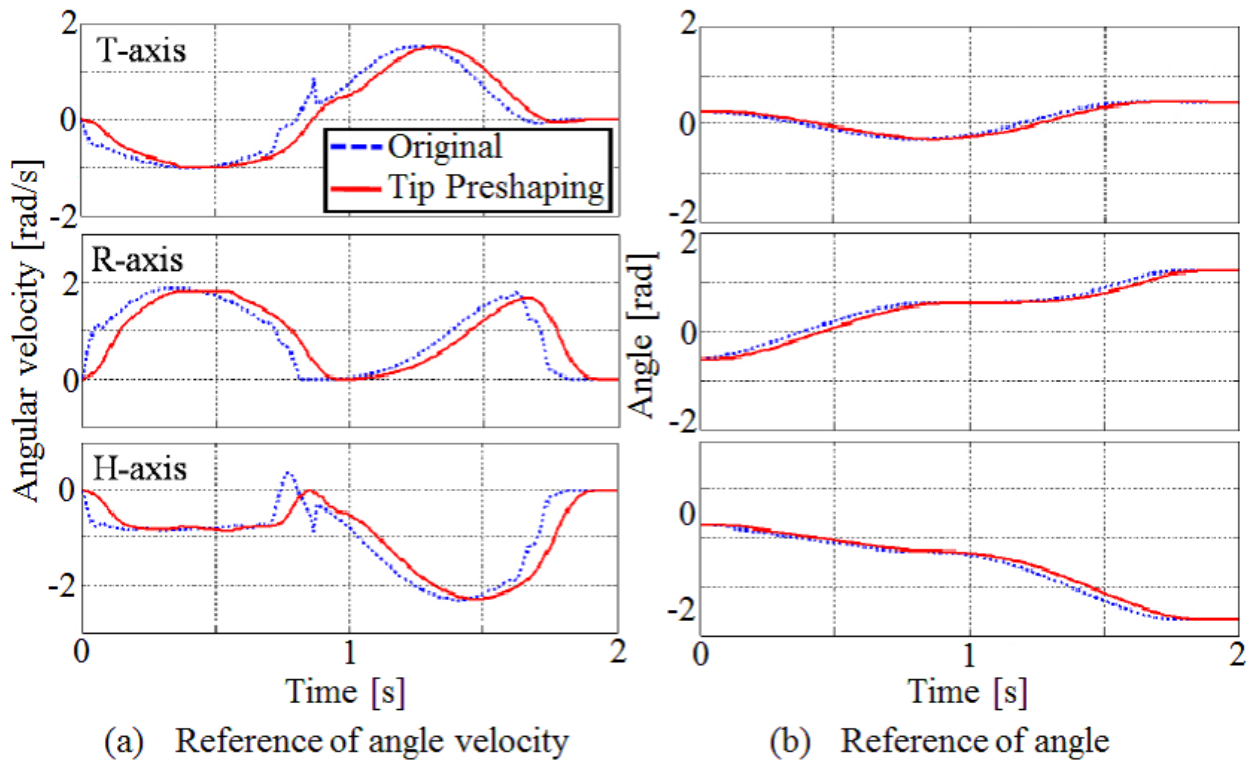 Angular velocity [rad/s]
2
T-axis
0
-2
Original
Tip Preshaping
2
R-axis
0
0
H-axis
-2
0
1
2
Time [s]
(a) Reference of angle velocity
Angle [rad]
2
0
-2
2
0
-2
0
-2
0
1
2
Time [s]
(b) Reference of angle